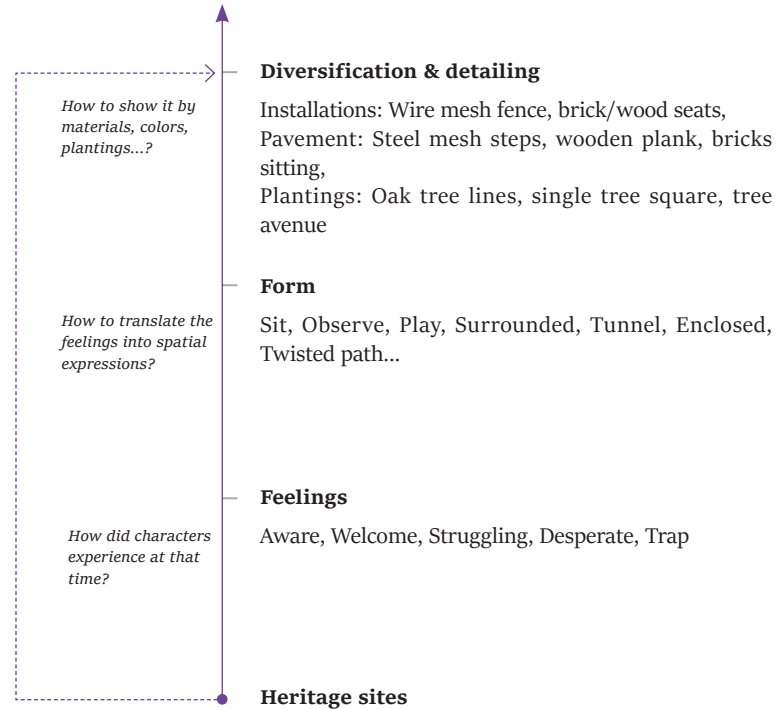 Diversification & detailing
How to show it by
materials, colors,
plantings...?
Installations: Wire mesh fence, brick/wood seats,
Pavement: Steel mesh steps, wooden plank, bricks
sitting,
Plantings: Oak tree lines, single tree square, tree
avenue
Form
How to translate the
feelings into spatial
expressions?
Sit, Observe, Play, Surrounded, Tunnel, Enclosed,
Twisted path...
Feelings
How did characters
experience at that
time?
Aware, Welcome, Struggling, Desperate, Trap
Heritage sites